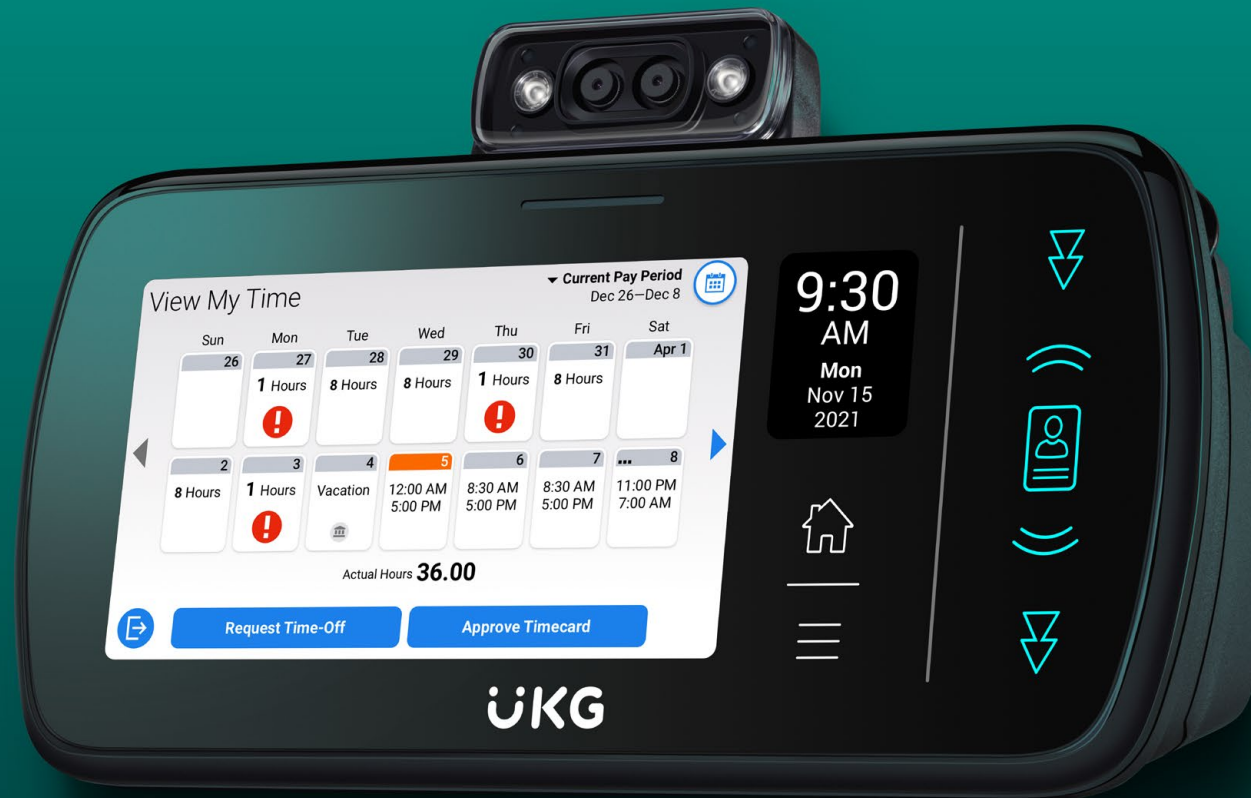 View My Time
Current Pay Period
Dec 26—Dec 8
Sun Mon Tue Wed Thu Fri Sat
26 27 28 29 30 31 Apr 1
1 Hours 8 Hours 8 Hours 1 Hours 8 Hours
!
!
2 3 4 5 6 7 ... 8
8 Hours 1 Hours Vacation 12:00 AM 8:30 AM 8:30 AM 11:00 PM
5:00 PM 5:00 PM 5:00 PM 7:00 AM
!
Actual Hours 36.00
Request Time-Off Approve Timecard
9:30
AM
Mon
Nov 15
2021
UKG